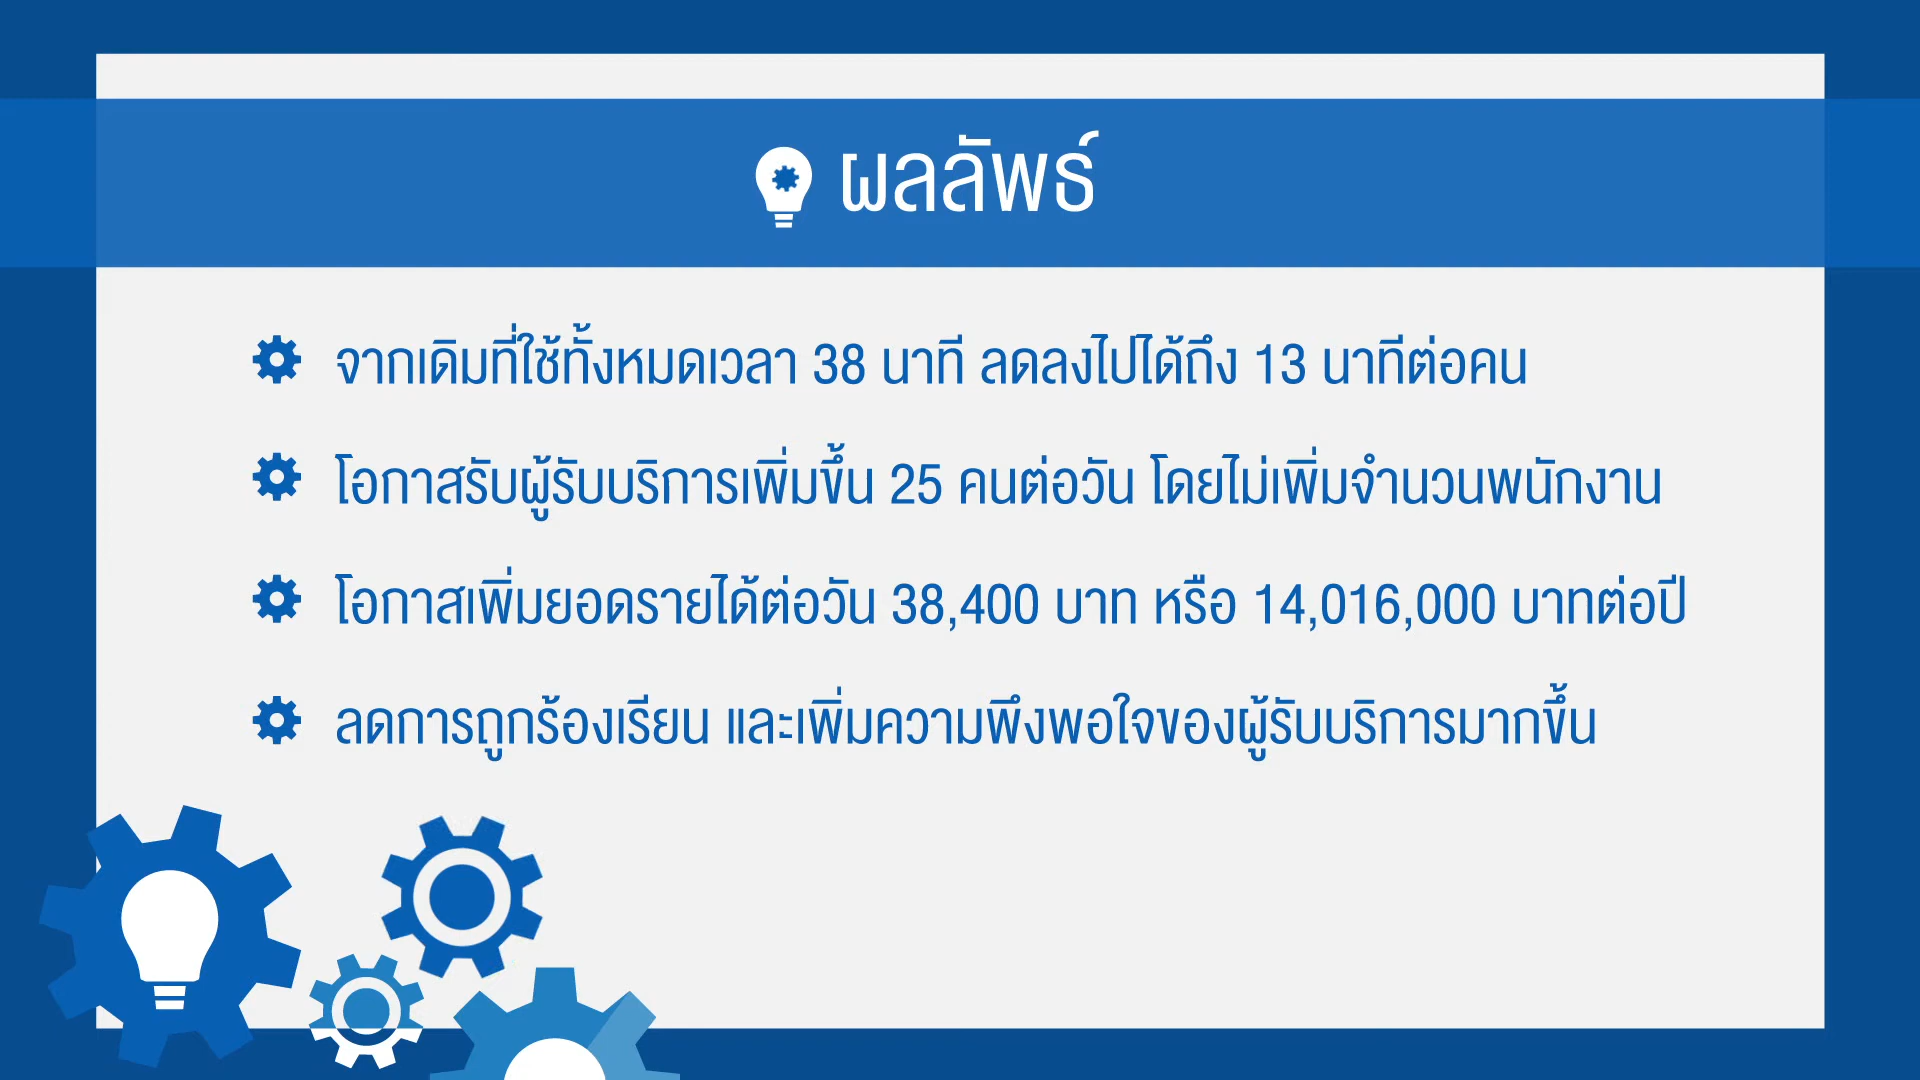 ผลลัพธ์
จากเดิมที่ใช้ทั้งหมดเวลา 38 นาที ลดลงไปได้ถึง 13 นาทีต่อคน
โอกาสรับผู้รับบริการเพิ่มขึ้น 25 คนต่อวัน โดยไม่เพิ่มจำนวนพนักงาน
โอกาสเพิ่มยอดรายได้ต่อวัน 38,400 บาท หรือ 14,016,000 บาทต่อปี
ลดการถูกร้องเรียน และเพิ่มความพึงพอใจของผู้รับบริการมากขึ้น